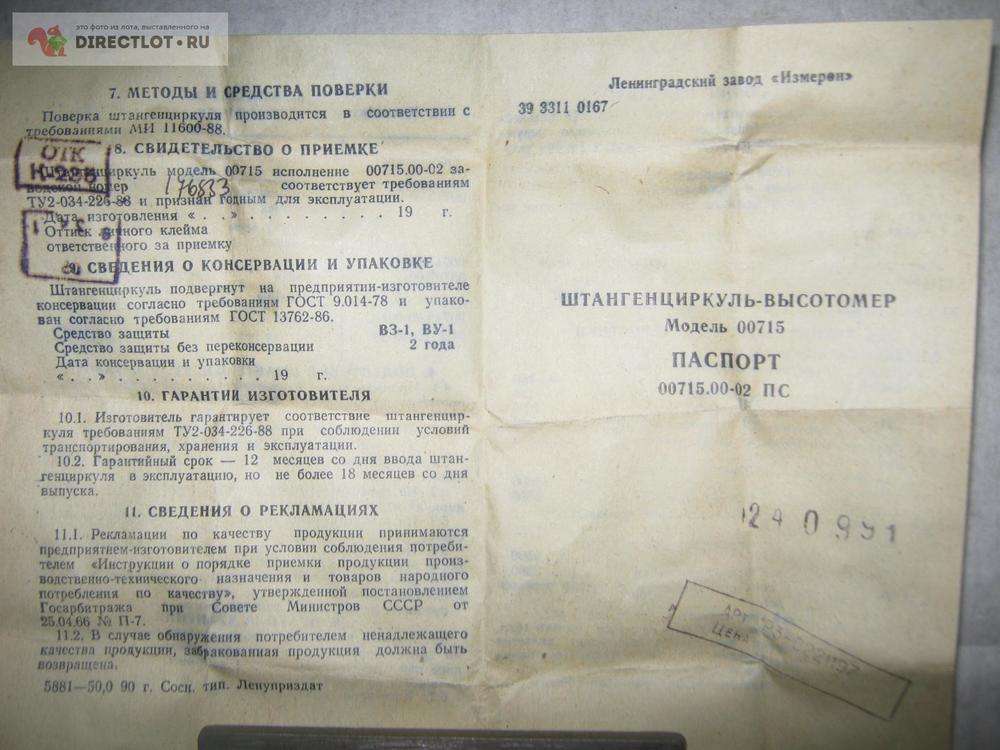 это фото из лота, выставленного на
DIRECTLOT.RU
7. МЕТОДЫ И СРЕДСТВА ПОВЕРКИ
Поверка штангенциркуля производится в соответствии с
требованиями МИ 11600-88.
8. СВИДЕТЕЛЬСТВО О ПРИЕМКЕ
Штангенциркуль модель 00715 исполнение 00715.00-02 за-
водской номер 176833 соответствует требованиям
ТУ2-034-226-88 и признан годным для эксплуатации.
Дата изготовления « . . » . . . . . . . . . 19 г.
Оттиск личного клейма
ответственного за приемку
ОТК
9. СВЕДЕНИЯ О КОНСЕРВАЦИИ И УПАКОВКЕ
Штангенциркуль подвергнут на предприятии-изготовителе
консервации согласно требованиям ГОСТ 9.014-78 и упако-
ван согласно требованиям ГОСТ 13762-86.
Средство защиты ВЗ-1, ВУ-1
Средство защиты без переконсервации 2 года
Дата консервации и упаковки
« . . » . . . . . . . . . 19 г.
10. ГАРАНТИИ ИЗГОТОВИТЕЛЯ
10.1. Изготовитель гарантирует соответствие штангенцир-
куля требованиям ТУ2-034-226-88 при соблюдении условий
транспортирования, хранения и эксплуатации.
10.2. Гарантийный срок — 12 месяцев со дня ввода штан-
генциркуля в эксплуатацию, но не более 18 месяцев со дня
выпуска.
11. СВЕДЕНИЯ О РЕКЛАМАЦИЯХ
11.1. Рекламации по качеству продукции принимаются
предприятием-изготовителем при условии соблюдения потреби-
телем «Инструкции о порядке приемки продукции произ-
водственно-технического назначения и товаров народного
потребления по качеству», утвержденной постановлением
Госарбитража при Совете Министров СССР от
25.04.66 № П-7.
11.2. В случае обнаружения потребителем ненадлежащего
качества продукции, забракованная продукция должна быть
возвращена.
5881—50,0 90 г. Сосн. тип. Ленуприздат
Ленинградский завод «Измерон»
39 3311 0167
ШТАНГЕНЦИРКУЛЬ-ВЫСОТОМЕР
Модель 00715
ПАСПОРТ
00715.00-02 ПС
ЦЕНА